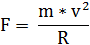 F = m * v² / R